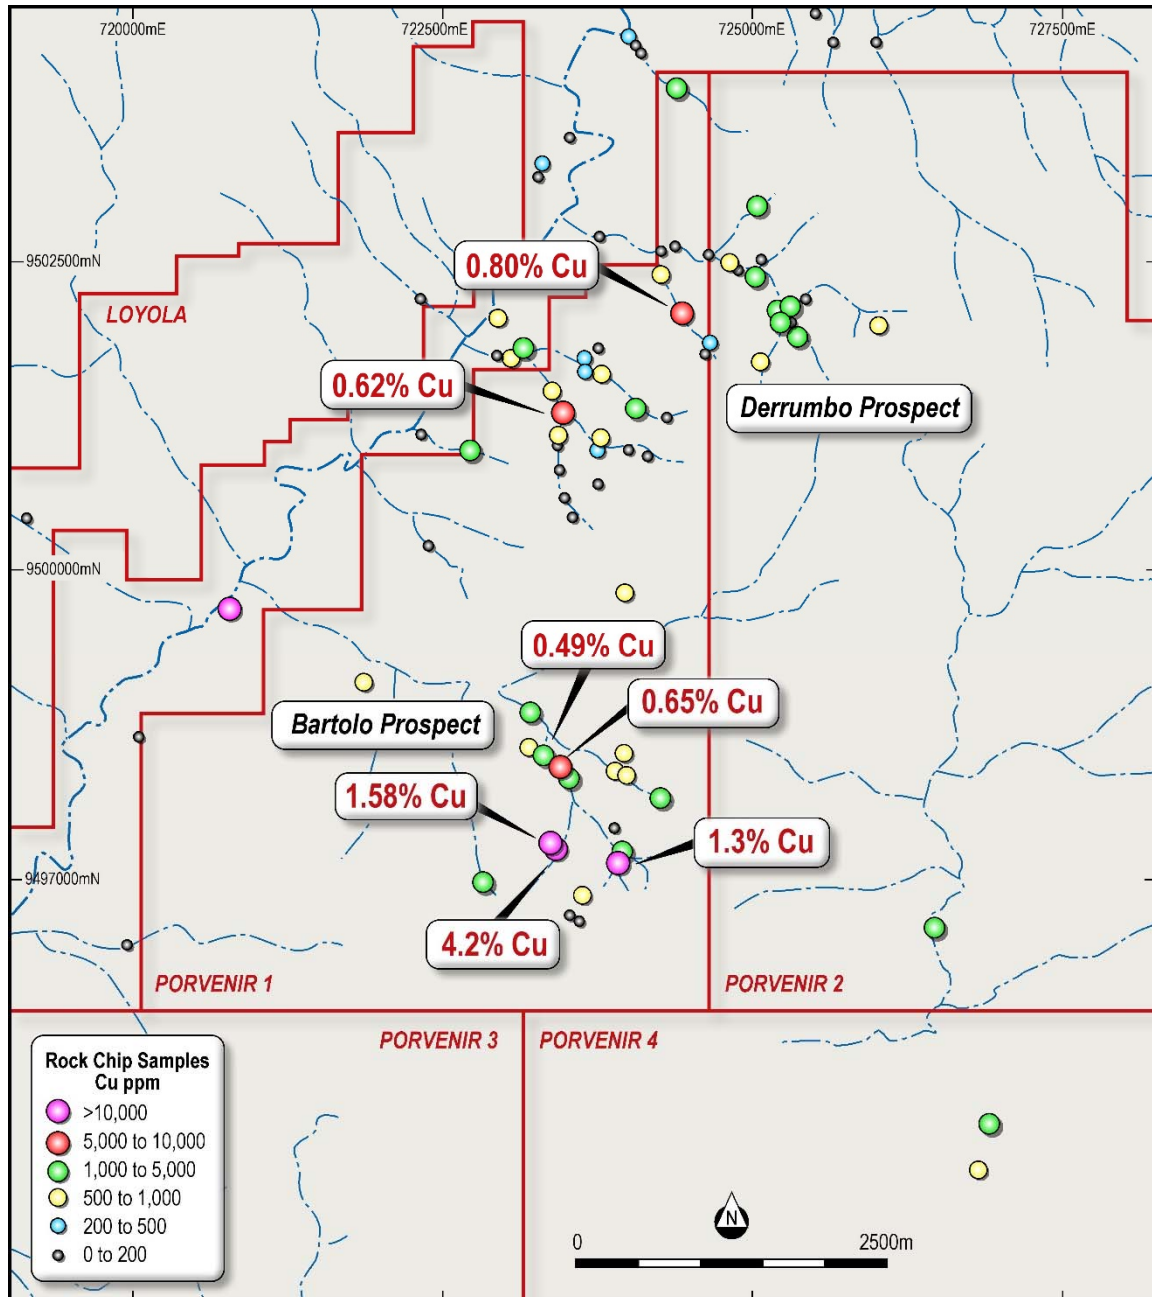 720000mE
722500mE
725000mE
727500mE
9502500mN
0.80% Cu
LOYOLA
0.62% Cu
Derrumbo Prospect
9500000mN
0.49% Cu
0.65% Cu
Bartolo Prospect
1.58% Cu
1.3% Cu
9497000mN
4.2% Cu
PORVENIR 1
PORVENIR 2
PORVENIR 3
PORVENIR 4
Rock Chip Samples
Cu ppm
>10,000
5,000 to 10,000
1,000 to 5,000
500 to 1,000
200 to 500
0 to 200
N
0
2500m